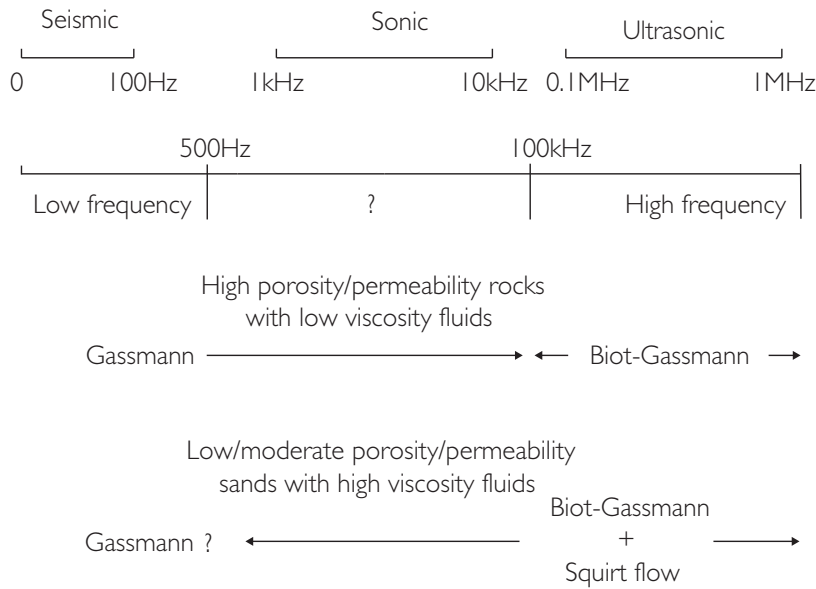 Seismic Sonic Ultrasonic
0 100Hz 1kHz 10kHz 0.1MHz 1MHz
500Hz 100kHz
Low frequency ? High frequency
High porosity/permeability rocks
with low viscosity fluids
Gassmann Biot-Gassmann
Low/moderate porosity/permeability
sands with high viscosity fluids
Gassmann ?
Biot-Gassmann
+
Squirt flow